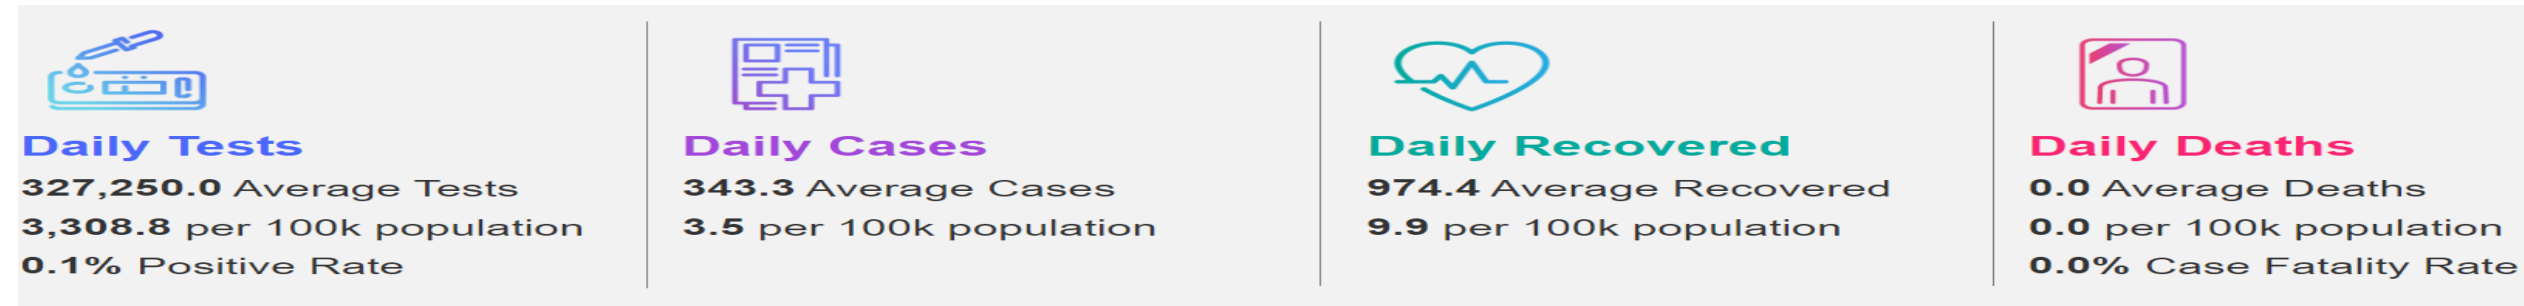 Daily Tests
327,250.0 Average Tests
3,308.8 per 100k population
0.1% Positive Rate
Daily Cases
343.3 Average Cases
3.5 per 100k population
Daily Recovered
974.4 Average Recovered
9.9 per 100k population
Daily Deaths
0.0 Average Deaths
0.0 per 100k population
0.0% Case Fatality Rate